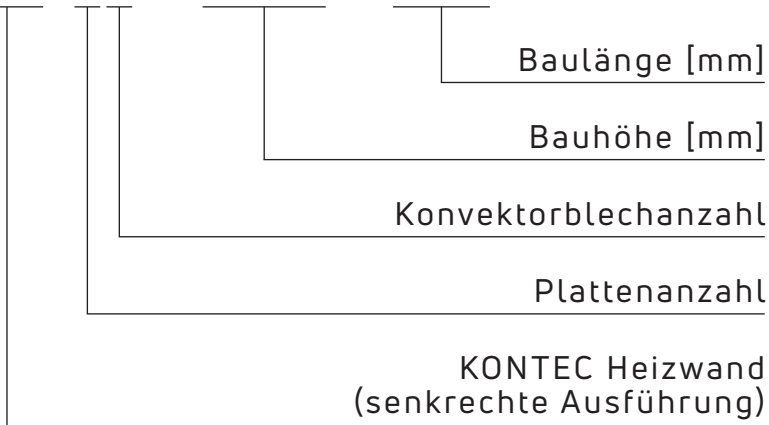 Baulänge [mm]
Bauhöhe [mm]
Konvektorblechanzahl
Plattenanzahl
KONTEC Heizwand
(senkrechte Ausführung)